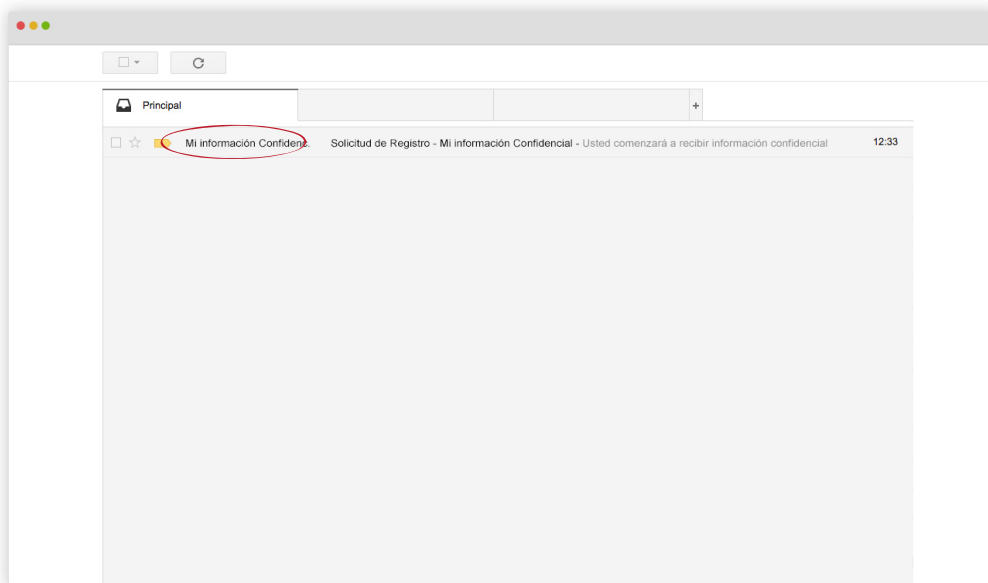 Principal
+
Mi información Confidenc. Solicitud de Registro - Mi información Confidencial - Usted comenzará a recibir información confidencial 12:33